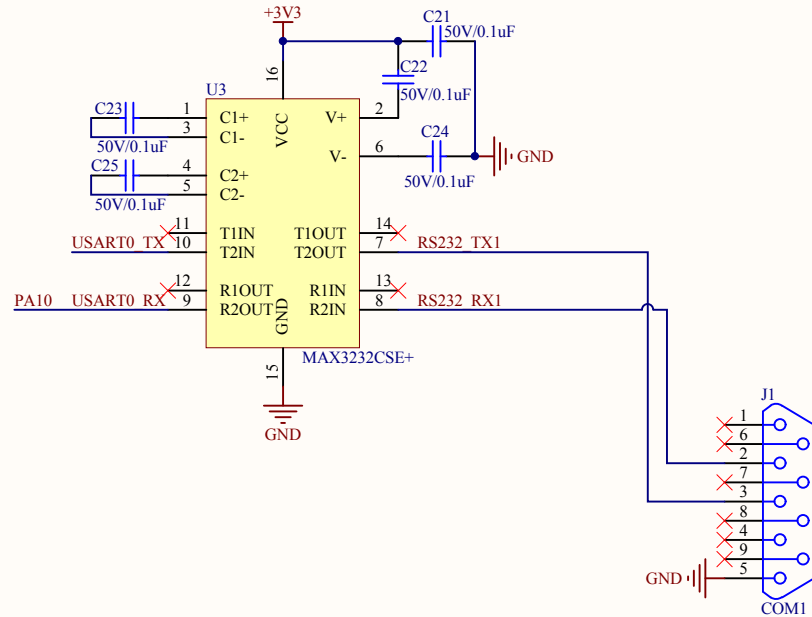 +3V3
C21
50V/0.1uF
16
C22
50V/0.1uF
U3
C23
1
C1+
V+
2
50V/0.1uF
3
C1-
VCC
C24
C25
4
C2+
V-
6
GND
50V/0.1uF
5
C2-
50V/0.1uF
11
T1IN
T1OUT
14
USART0_TX
10
T2IN
T2OUT
7
RS232_TX1
12
R1OUT
R1IN
13
PA10
USART0_RX
9
R2OUT
R2IN
8
RS232_RX1
GND
MAX3232CSE+
15
GND
J1
1
6
2
7
3
8
4
9
GND
5
COM1